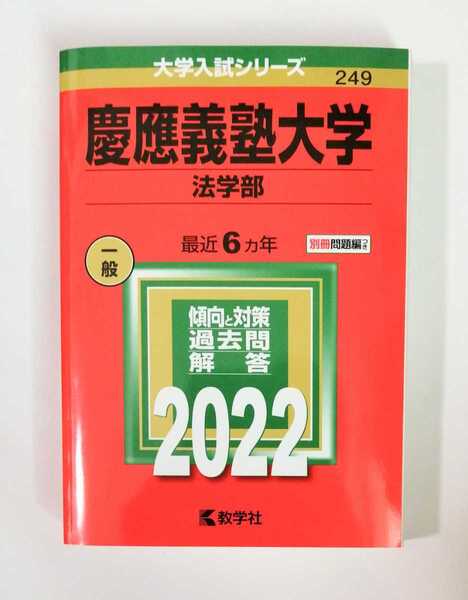 大学入試シリーズ
249
慶應義塾大学
法学部
最近6カ年
別冊問題編つき
一般
傾向と対策
過去問
解答
2022
教学社